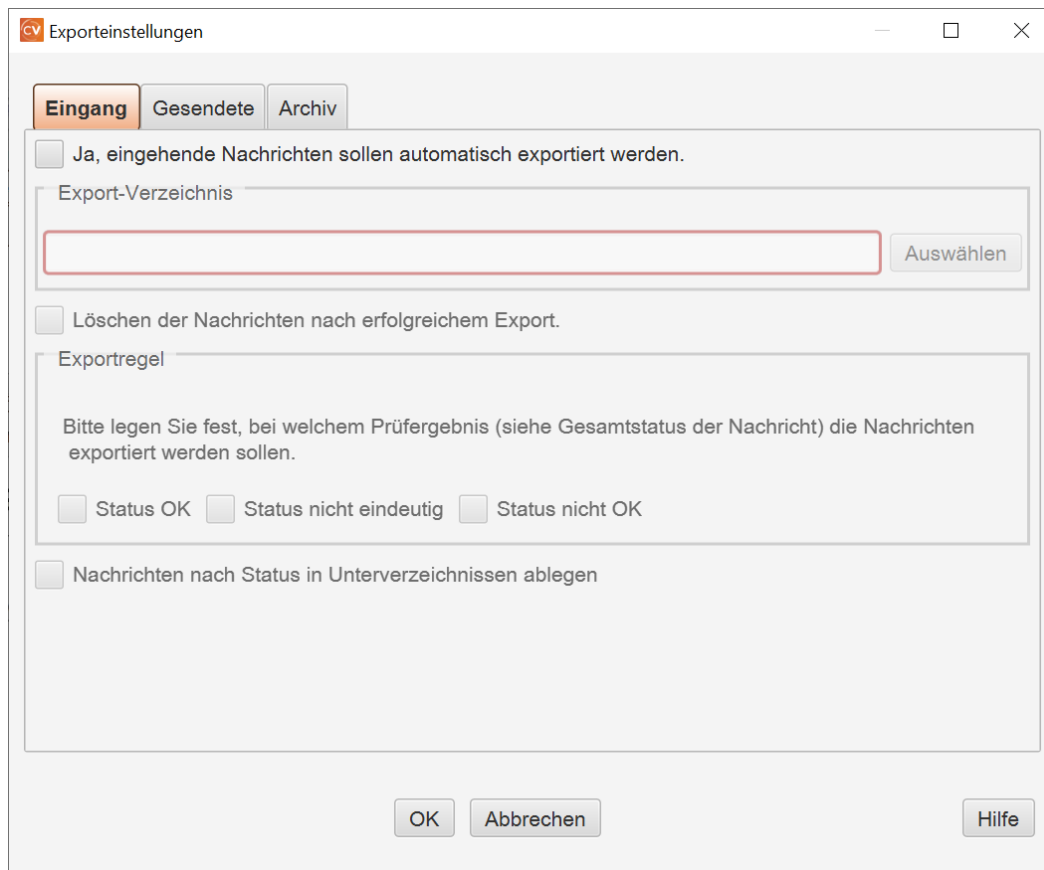 CV Exporteinstellungen
Eingang Gesendete Archiv
Ja, eingehende Nachrichten sollen automatisch exportiert werden.
Export-Verzeichnis
Auswählen
Löschen der Nachrichten nach erfolgreichem Export.
Exportregel
Bitte legen Sie fest, bei welchem Prüfergebnis (siehe Gesamtstatus der Nachricht) die Nachrichten
exportiert werden sollen.
Status OK Status nicht eindeutig Status nicht OK
Nachrichten nach Status in Unterverzeichnissen ablegen
OK Abbrechen Hilfe